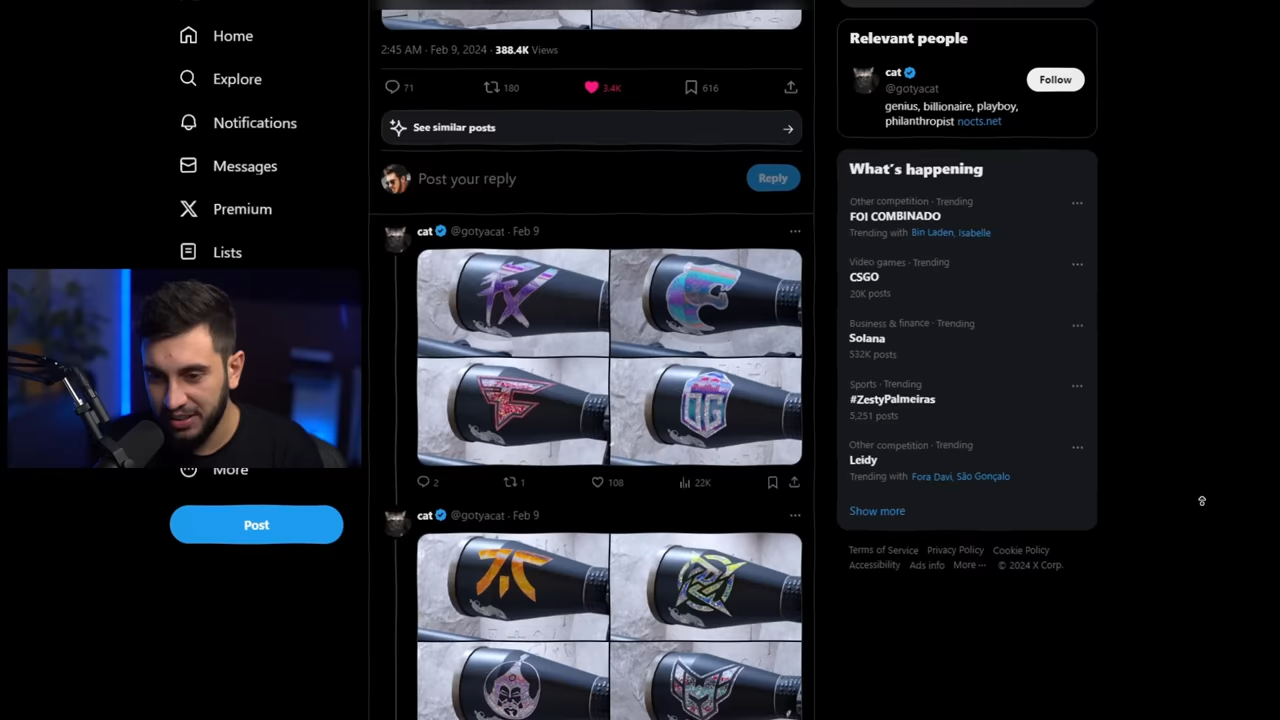 Home
Explore
Notifications
Messages
Premium
Lists
More
Post
2:45 AM · Feb 9, 2024 · 388.4K Views
71 180 3.4K 616
See similar posts
Post your reply
Reply
cat @gotyacat · Feb 9
FaZe
OG
2 1 108 22K
cat @gotyacat · Feb 9
Relevant people
cat
@gotyacat
Follow
genius, billionaire, playboy,
philanthropist nocts.net
What's happening
Other competition · Trending
FOI COMBINADO
Trending with Bin Laden, Isabelle
Video games · Trending
CSGO
20K posts
Business & finance · Trending
Solana
532K posts
Sports · Trending
#ZestyPalmeiras
5,251 posts
Other competition · Trending
Leidy
Trending with Fora Davi, São Gonçalo
Show more
Terms of Service Privacy Policy Cookie Policy
Accessibility Ads info More ··· © 2024 X Corp.